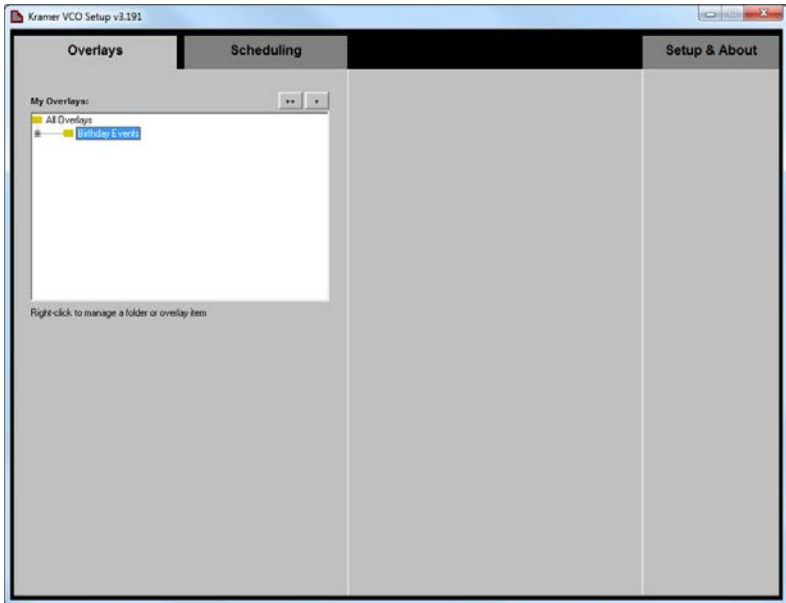 Kramer VCO Setup v3.191
Overlays
Scheduling
Setup & About
My Overlays:
All Overlays
Birthday Events
Right-click to manage a folder or overlay item